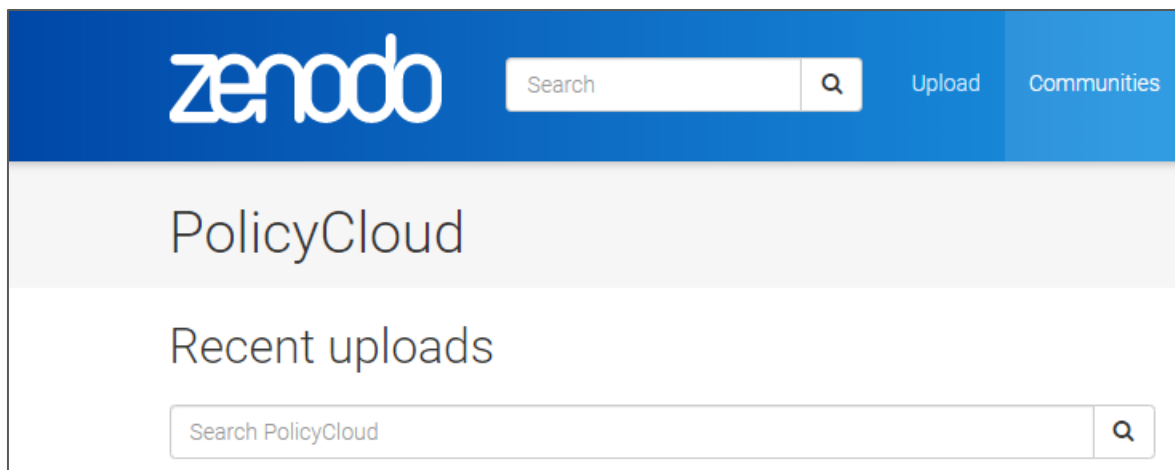 zenodo Search Upload Communities
PolicyCloud
Recent uploads
Search PolicyCloud